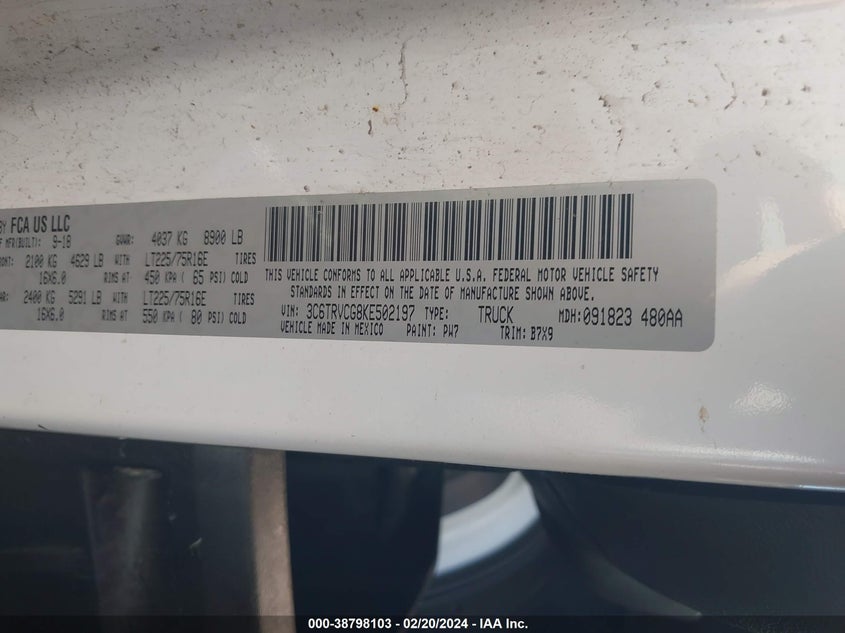 BY FCA US LLC
OF MFR(BUILT): 9-18 GVWR: 4037 KG 8900 LB
FRONT: 2100 KG 4629 LB WITH LT225/75R16E TIRES
16X6.0 RIMS AT 450 KPA ( 65 PSI) COLD
REAR: 2400 KG 5291 LB WITH LT225/75R16E TIRES
16X6.0 RIMS AT 550 KPA ( 80 PSI) COLD
THIS VEHICLE CONFORMS TO ALL APPLICABLE U.S.A. FEDERAL MOTOR VEHICLE SAFETY
STANDARDS IN EFFECT ON THE DATE OF MANUFACTURE SHOWN ABOVE.
VIN: 3C6TRVCG8KE502197 TYPE: TRUCK MDH:091823 480AA
VEHICLE MADE IN MEXICO PAINT: PW7 TRIM: B7X9
000-38798103 - 02/20/2024 - IAA Inc.